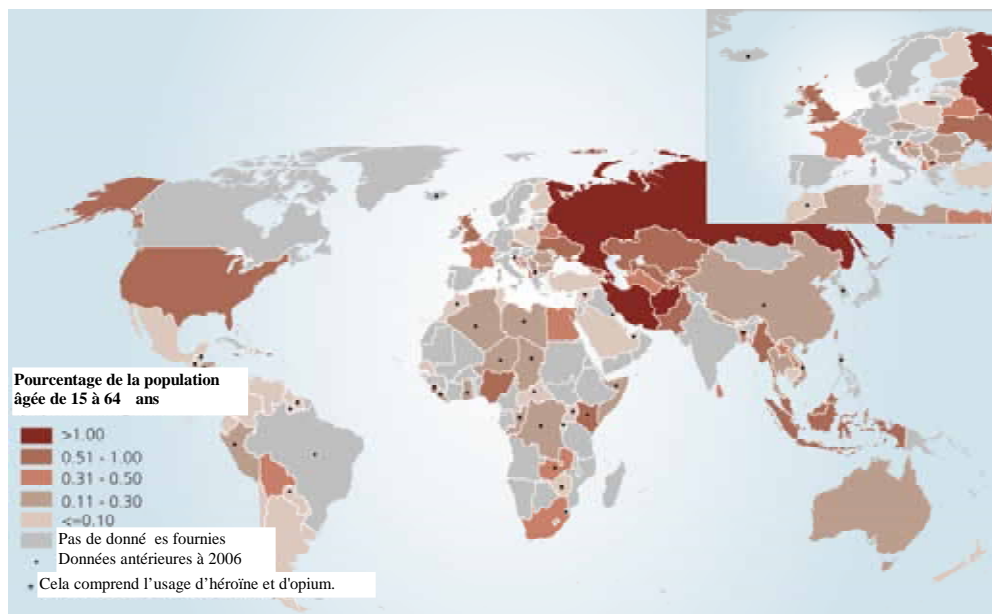 Pourcentage de la population
âgée de 15 à 64 ans
>1.00
0.51 - 1.00
0.31 - 0.50
0.11 - 0.30
<=0.10
Pas de donné es fournies
Données antérieures à 2006
Cela comprend l’usage d’héroïne et d'opium.